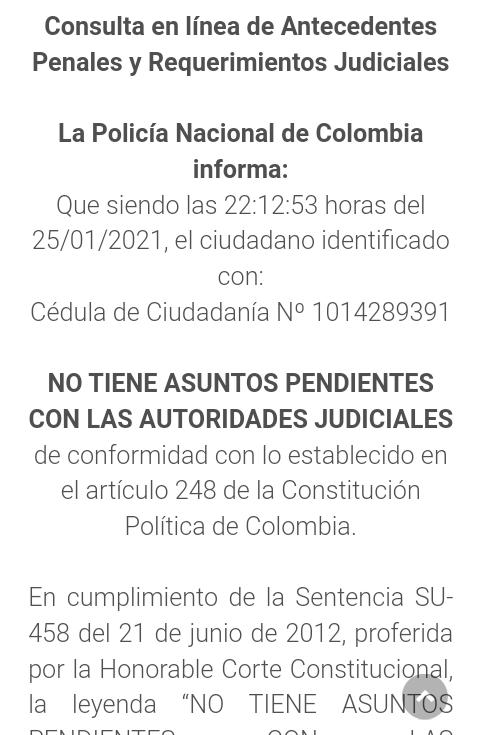 Consulta en línea de Antecedentes
Penales y Requerimientos Judiciales
La Policía Nacional de Colombia
informa:
Que siendo las 22:12:53 horas del
25/01/2021, el ciudadano identificado
con:
Cédula de Ciudadanía Nº 1014289391
NO TIENE ASUNTOS PENDIENTES
CON LAS AUTORIDADES JUDICIALES
de conformidad con lo establecido en
el artículo 248 de la Constitución
Política de Colombia.
En cumplimiento de la Sentencia SU-
458 del 21 de junio de 2012, proferida
por la Honorable Corte Constitucional,
la leyenda “NO TIENE ASUNTOS
PENDIENTES CON LAS